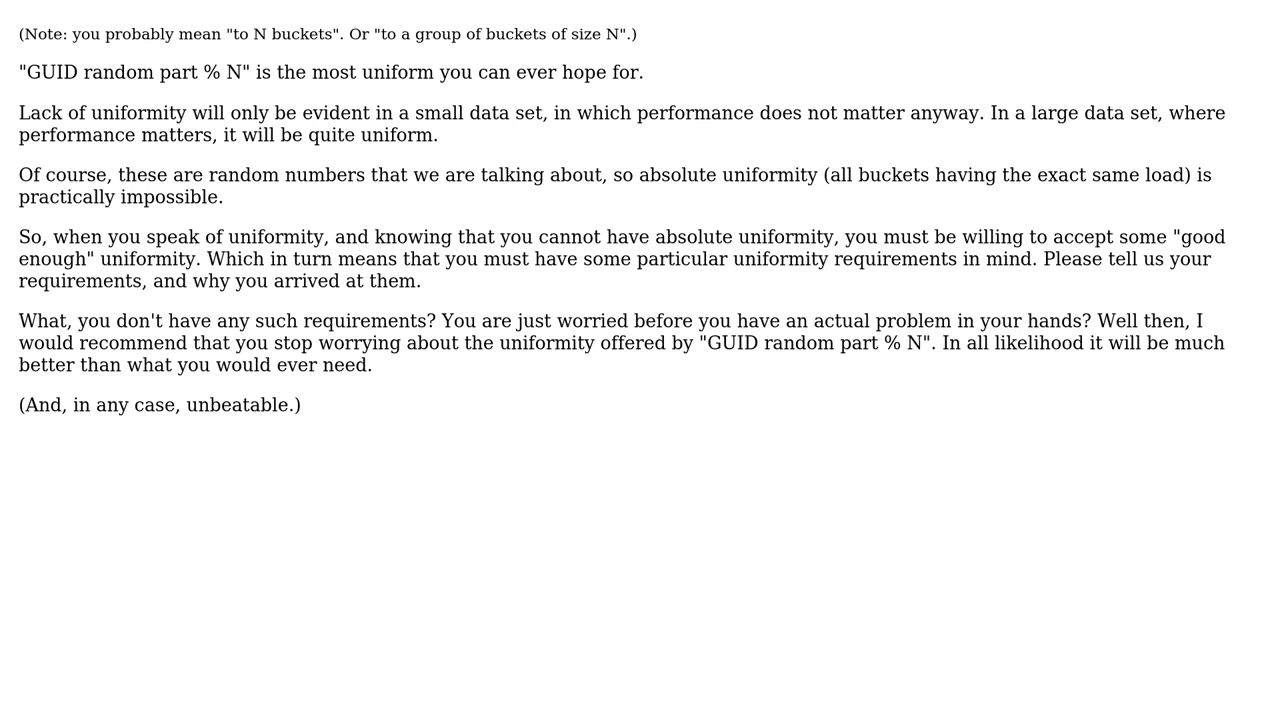 (Note: you probably mean "to N buckets". Or "to a group of buckets of size N".)
"GUID random part % N" is the most uniform you can ever hope for.
Lack of uniformity will only be evident in a small data set, in which performance does not matter anyway. In a large data set, where
performance matters, it will be quite uniform.
Of course, these are random numbers that we are talking about, so absolute uniformity (all buckets having the exact same load) is
practically impossible.
So, when you speak of uniformity, and knowing that you cannot have absolute uniformity, you must be willing to accept some "good
enough" uniformity. Which in turn means that you must have some particular uniformity requirements in mind. Please tell us your
requirements, and why you arrived at them.
What, you don't have any such requirements? You are just worried before you have an actual problem in your hands? Well then, I
would recommend that you stop worrying about the uniformity offered by "GUID random part % N". In all likelihood it will be much
better than what you would ever need.
(And, in any case, unbeatable.)